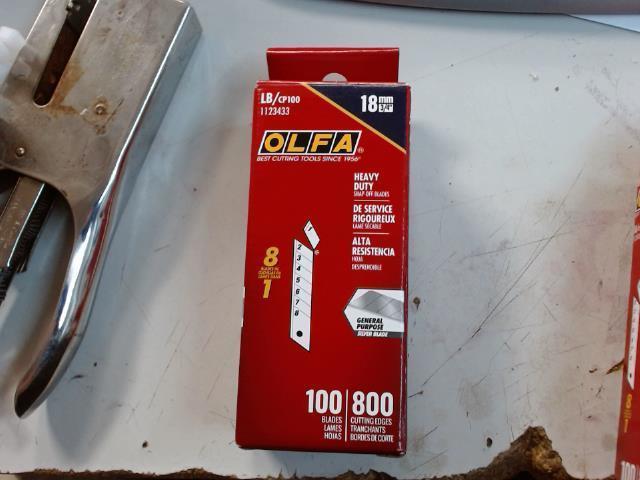 LB/CP100
1123433
18mm
3/4"
OLFA®
BEST CUTTING TOOLS SINCE 1956®
HEAVY
DUTY
SNAP-OFF BLADES
DE SERVICE
RIGOUREUX
LAME SÉCABLE
ALTA
RESISTENCIA
HOJA
DESPRENDIBLE
8
1
1
2
3
4
5
6
7
8
GENERAL
PURPOSE
SILVER BLADE
100
BLADES
LAMES
HOJAS
800
CUTTING EDGES
TRANCHANTS
BORDES DE CORTE
8
100